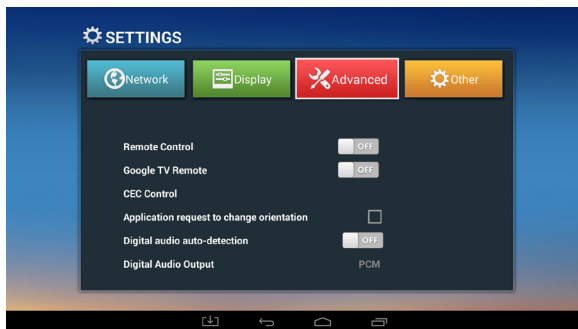 SETTINGS
Network Display Advanced Other
Remote Control OFF
Google TV Remote OFF
CEC Control
Application request to change orientation
Digital audio auto-detection OFF
Digital Audio Output PCM